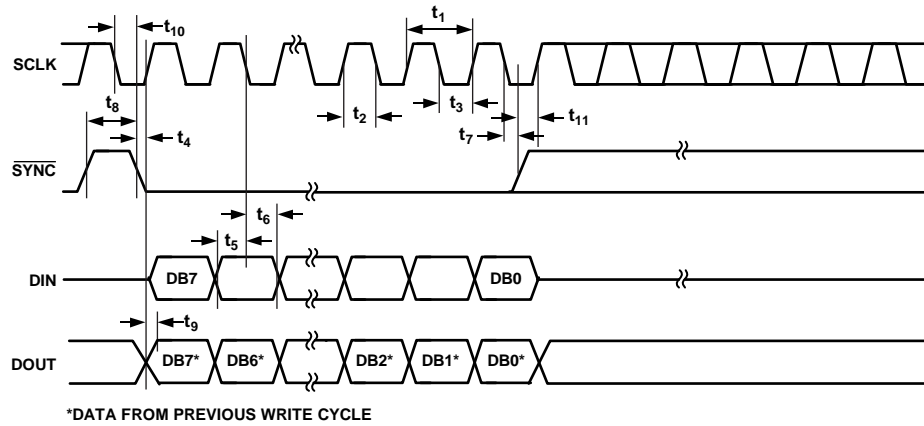 t1
t10
SCLK
t8
t2
t3
t11
t4
t7
SYNC
t6
t5
DIN
DB7
DB0
t9
DOUT
DB7*
DB6*
DB2*
DB1*
DB0*
*DATA FROM PREVIOUS WRITE CYCLE